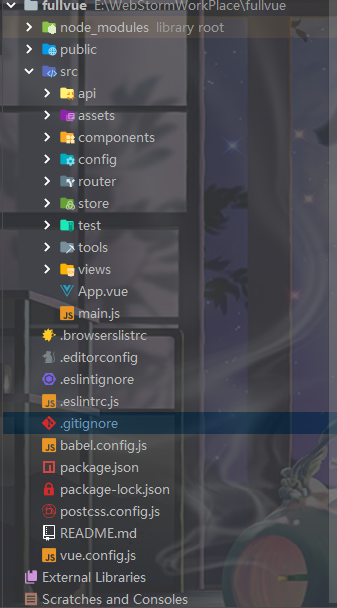 fullvue E:\WebStormWorkPlace\fullvue
node_modules library root
public
src
api
assets
components
config
router
store
test
tools
views
App.vue
main.js
.browserslistrc
.editorconfig
.eslintignore
.eslintrc.js
.gitignore
babel.config.js
package.json
package-lock.json
postcss.config.js
README.md
vue.config.js
External Libraries
Scratches and Consoles